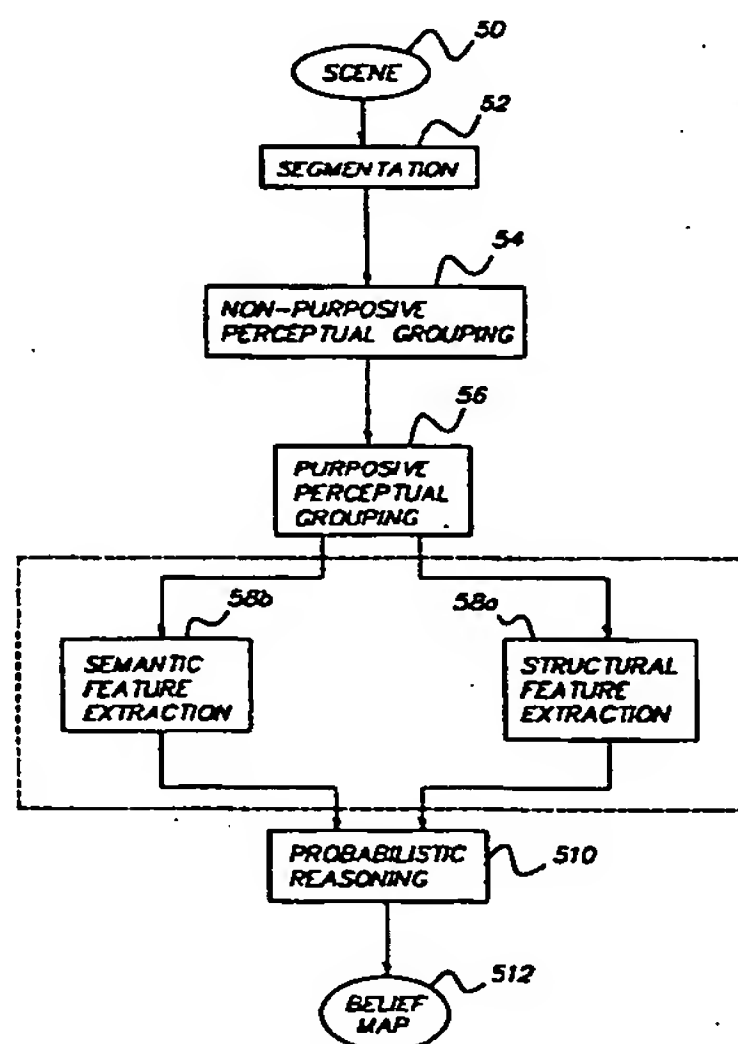 50
SCENE
52
SEGMENTATION
54
NON-PURPOSIVE
PERCEPTUAL GROUPING
56
PURPOSIVE
PERCEPTUAL
GROUPING
58b
SEMANTIC
FEATURE
EXTRACTION
58a
STRUCTURAL
FEATURE
EXTRACTION
PROBABILISTIC
REASONING
510
512
BELIEF
MAP